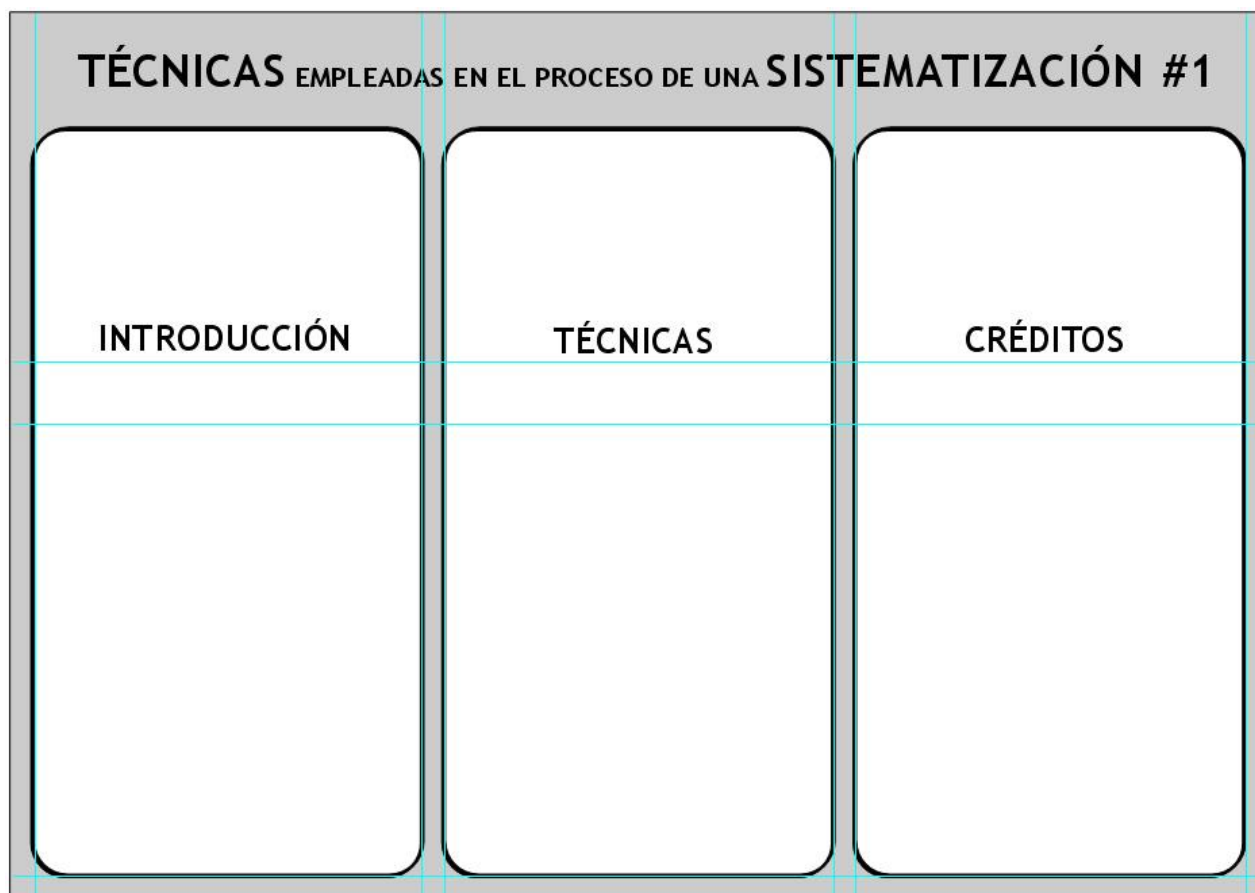 TÉCNICAS EMPLEADAS EN EL PROCESO DE UNA SISTEMATIZACIÓN #1
INTRODUCCIÓN
TÉCNICAS
CRÉDITOS